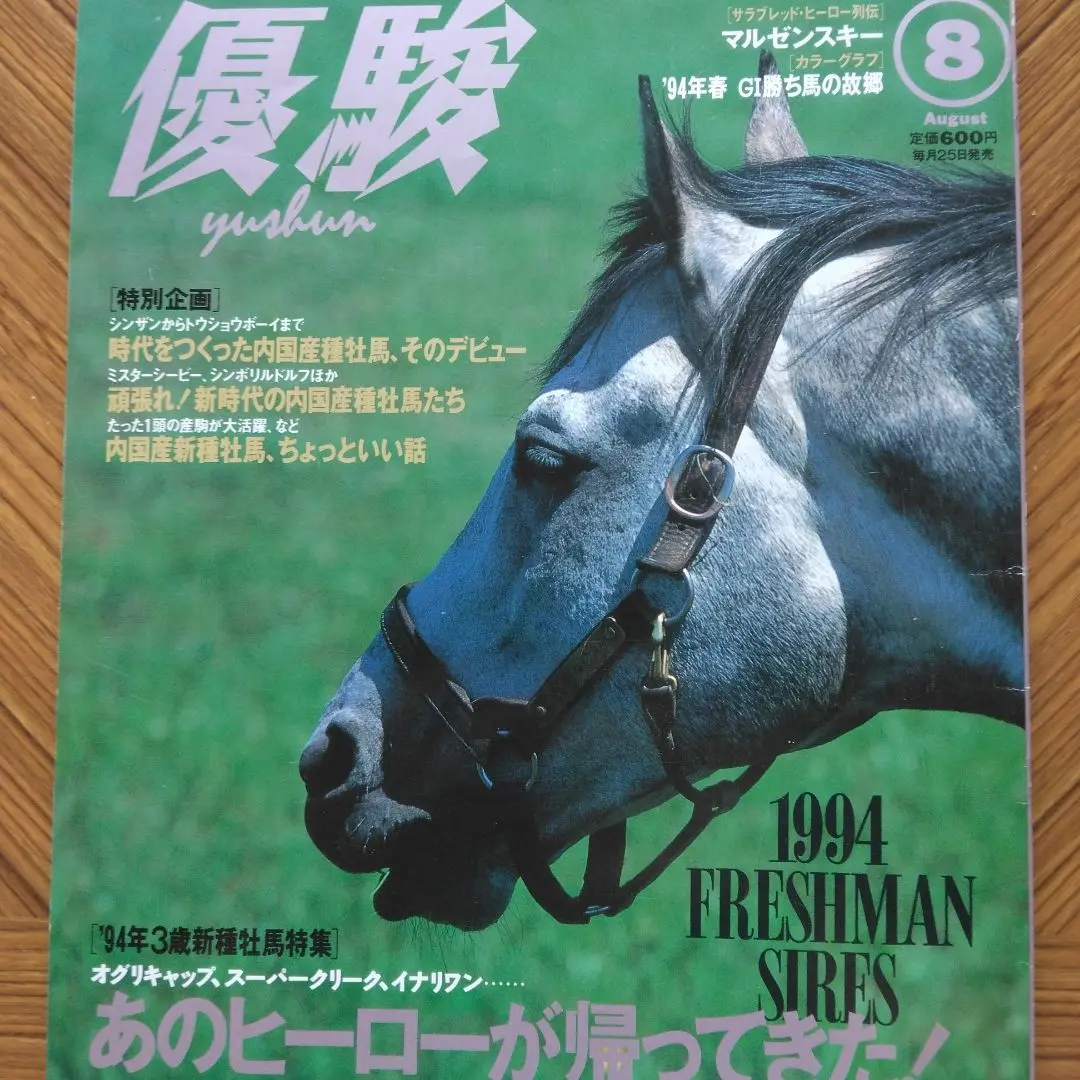 優駿
yushun
[サラブレッド・ヒーロー列伝]
マルゼンスキー
[カラーグラフ]
'94年春 GI勝ち馬の故郷
8
August
定価600円
毎月25日発売
[特別企画]
シンザンからトウショウボーイまで
時代をつくった内国産種牡馬、そのデビュー
ミスターシービー、シンボリルドルフほか
頑張れ!新時代の内国産種牡馬たち
たった1頭の産駒が大活躍、など
内国産新種牡馬、ちょっといい話
1994
FRESHMAN
SIRES
['94年3歳新種牡馬特集]
オグリキャップ、スーパークリーク、イナリワン……
あのヒーローが帰ってきた!